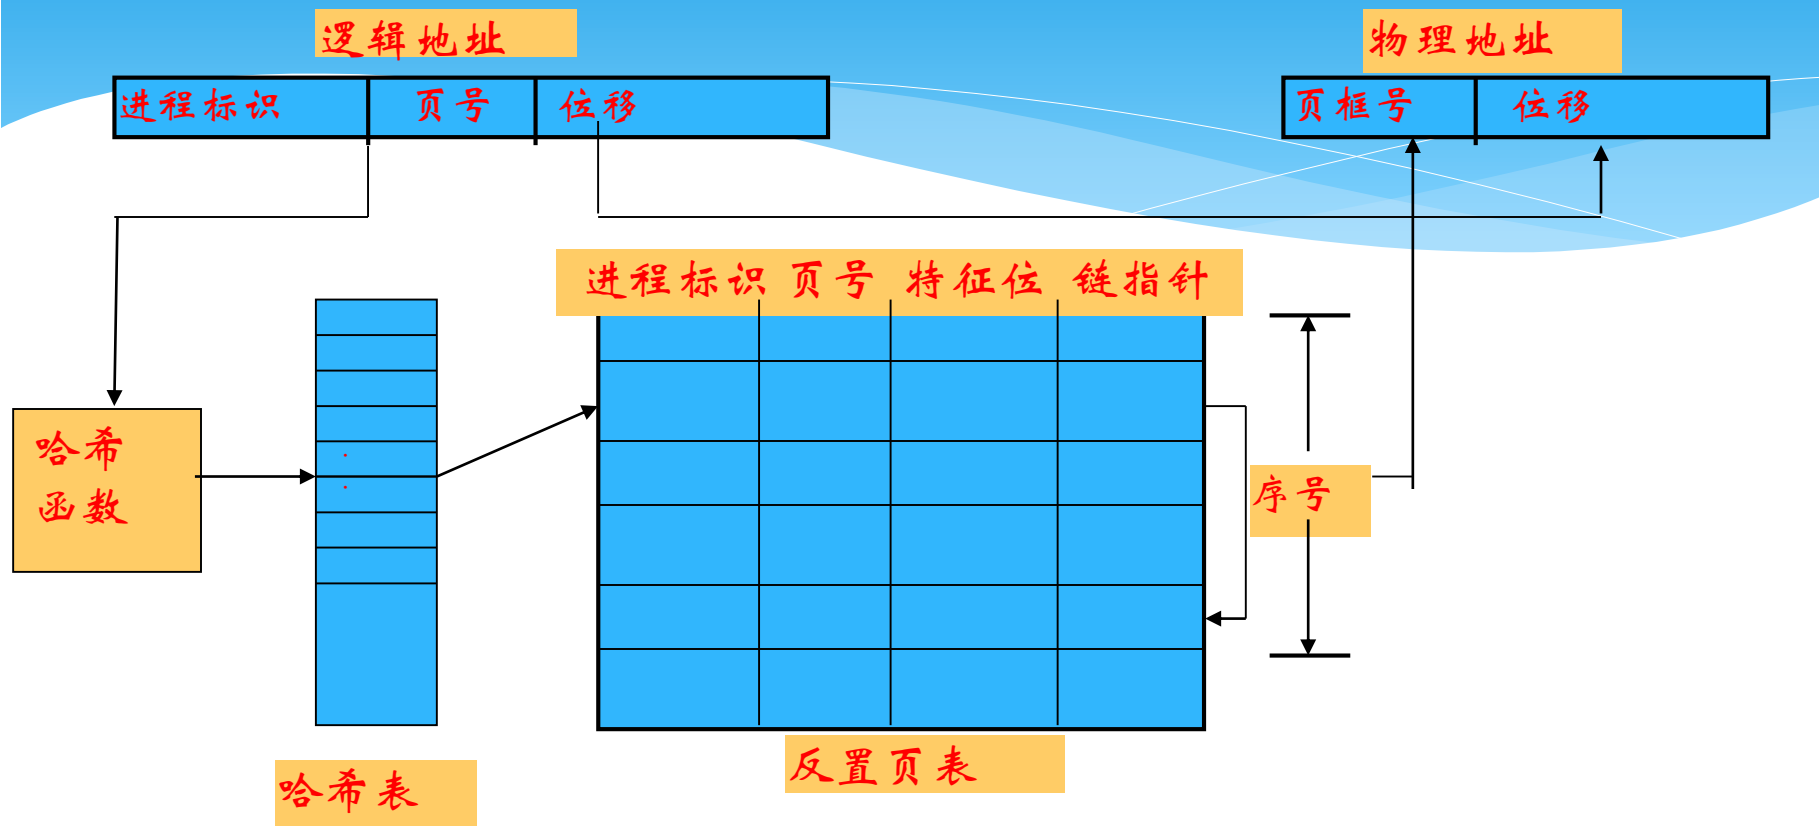 逻辑地址
物理地址
进程标识 页号 位移
页框号 位移
进程标识 页号 特征位 链指针
哈希
函数
.
.
序号
反置页表
哈希表